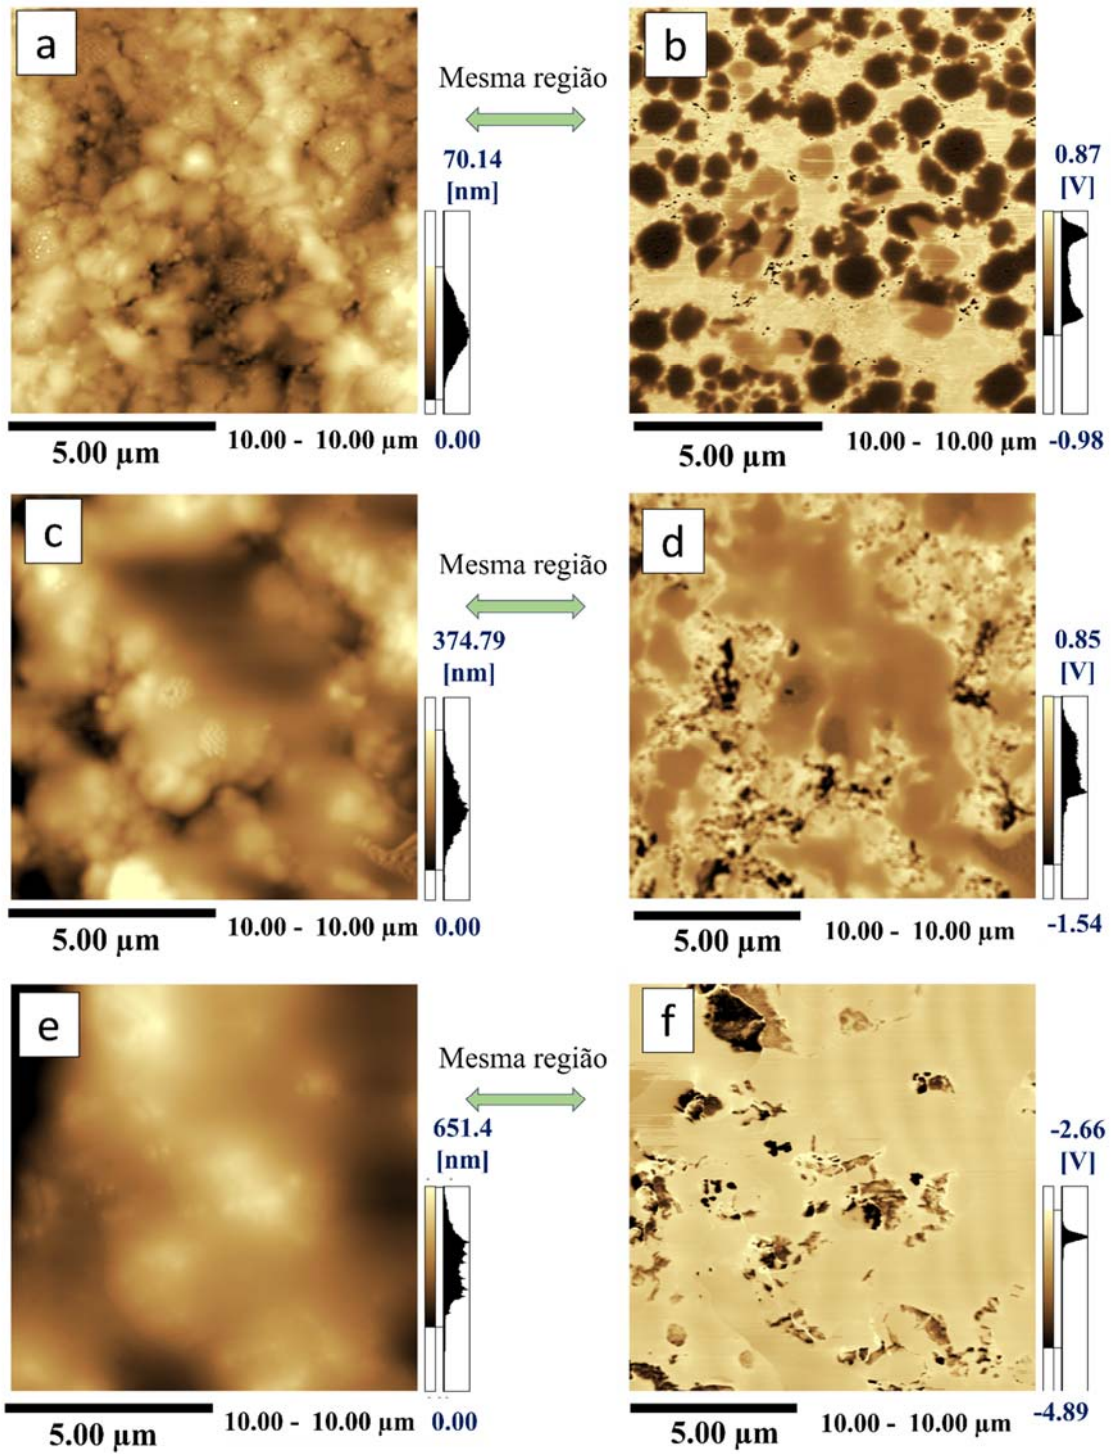 a
b
Mesma região
70.14
[nm]
0.87
[V]
5.00 µm
10.00 - 10.00 µm
0.00
5.00 µm
10.00 - 10.00 µm
-0.98
c
d
Mesma região
374.79
[nm]
0.85
[V]
5.00 µm
10.00 - 10.00 µm
0.00
5.00 µm
10.00 - 10.00 µm
-1.54
e
f
Mesma região
651.4
[nm]
-2.66
[V]
5.00 µm
10.00 - 10.00 µm
0.00
5.00 µm
10.00 - 10.00 µm
-4.89